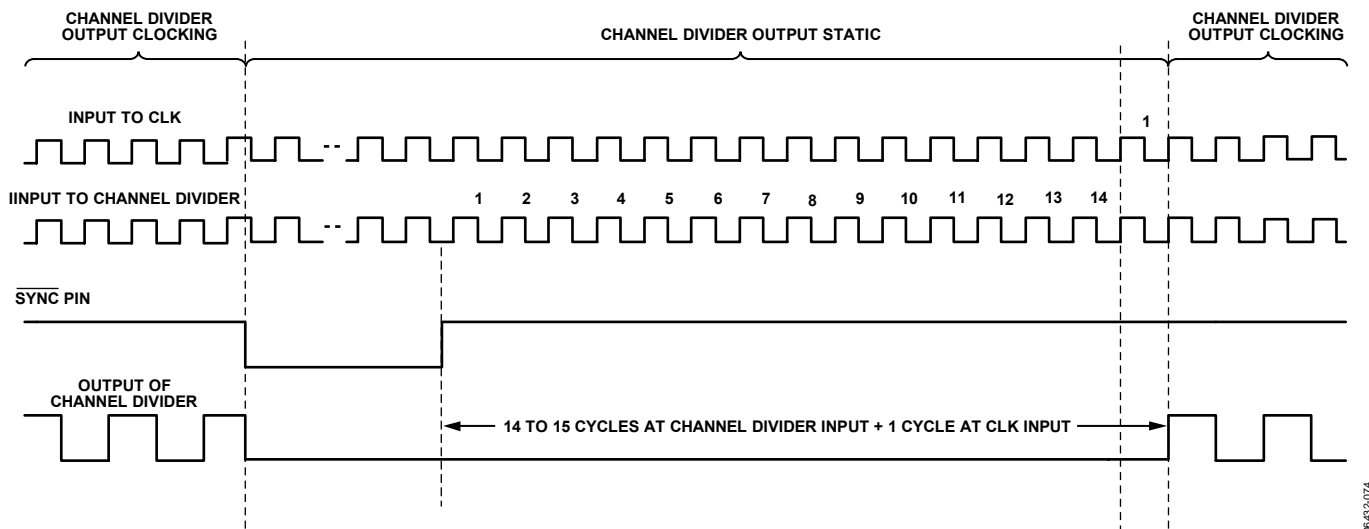 CHANNEL DIVIDER
OUTPUT CLOCKING
CHANNEL DIVIDER OUTPUT STATIC
CHANNEL DIVIDER
OUTPUT CLOCKING
INPUT TO CLK
1
IINPUT TO CHANNEL DIVIDER
1 2 3 4 5 6 7 8 9 10 11 12 13 14
SYNC PIN
OUTPUT OF
CHANNEL DIVIDER
14 TO 15 CYCLES AT CHANNEL DIVIDER INPUT + 1 CYCLE AT CLK INPUT
08432-074